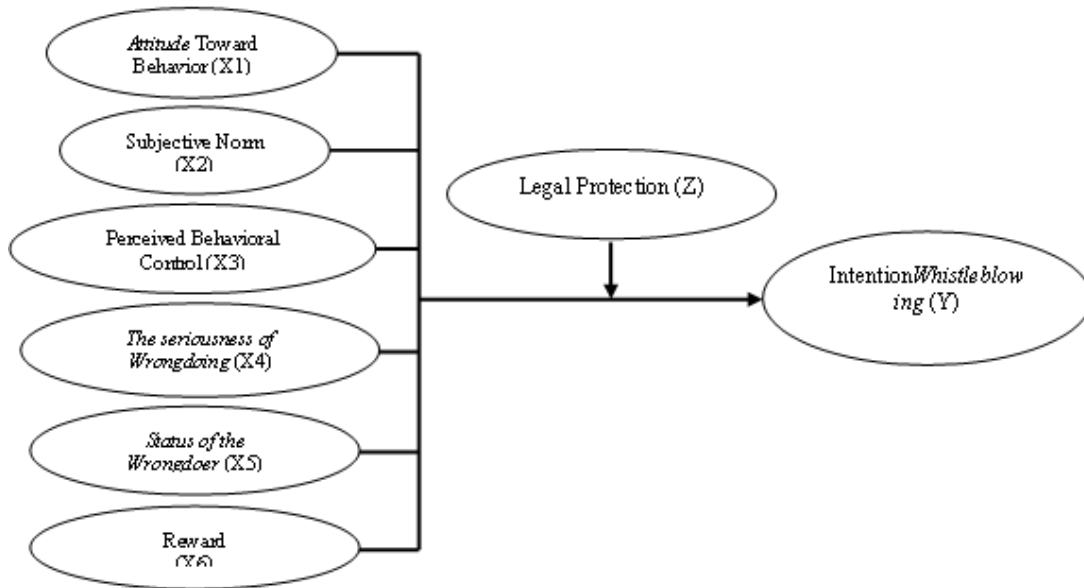 Attitude Toward
Behavior (X1)
Subjective Norm
(X2)
Perceived Behavioral
Control (X3)
The seriousness of
Wrongdoing (X4)
Status of the
Wrongdoer (X5)
Reward
(X6)
Legal Protection (Z)
IntentionWhistleblow
ing (Y)